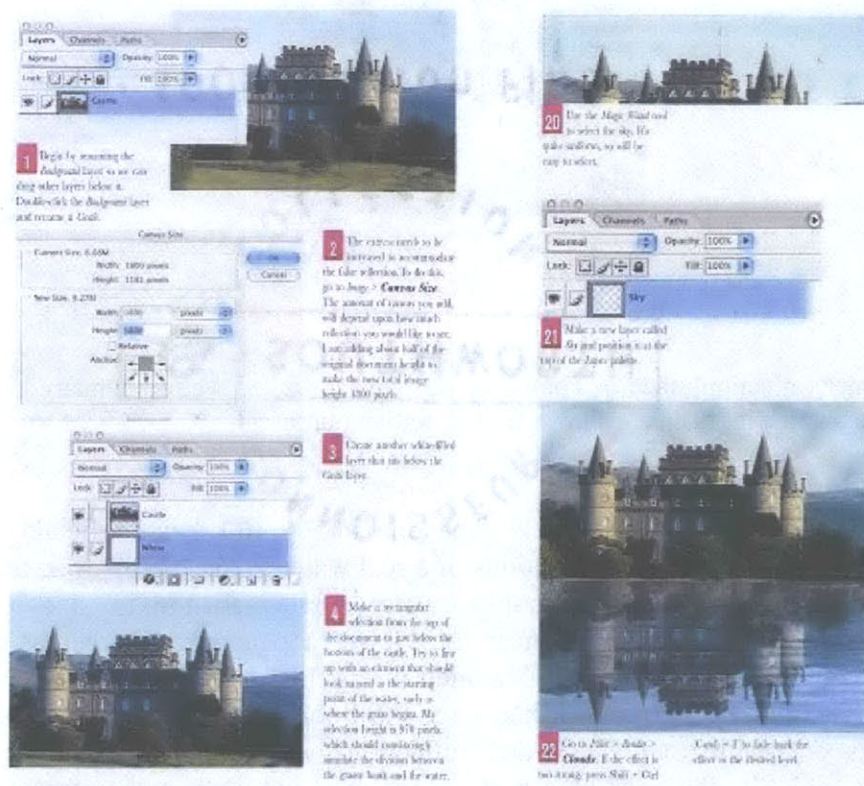 Layers Channels Paths
Normal Opacity: 100%
Lock: Fill: 100%
Castle
1 Begin by renaming the
Background layer so we can
drag other layers below it.
Double-click the Background layer
and rename it Castle.
Canvas Size
Current Size: 6.66M
Width: pixels
Height: pixels
New Size: 9.27M
Width: pixels
Height: pixels
Relative
Anchor:
OK
Cancel
2 The canvas needs to be
increased to accommodate
the fake reflection. To do this,
go to Image > Canvas Size.
The amount of canvas you add
will depend upon how much
reflection you would like to see.
I am adding about half of the
original document height to
make the new total image
height pixels.
Layers Channels Paths
Normal Opacity: 100%
Lock: Fill: 100%
Castle
White
3 Create another white-filled
layer that sits below the
Castle layer.
4 Make a rectangular
selection from the top of
the document to just below the
bottom of the castle. Try to line
up with an element that should
look natural as the starting
point of the water, such as
where the grass begins. My
selection height is 970 pixels,
which should convincingly
simulate the division between
the grassy bank and the water.
20 Use the Magic Wand tool
to select the sky. It's
quite uniform, so will be
easy to select.
Layers Channels Paths
Normal Opacity: 100%
Lock: Fill: 100%
Sky
21 Make a new layer called
Sky and position it at the
top of the Layers palette.
22 Go to Filter > Render >
Clouds. If the effect is
too strong, press Shift + Ctrl
(Cmd) + F to fade back the
effect to the desired level.